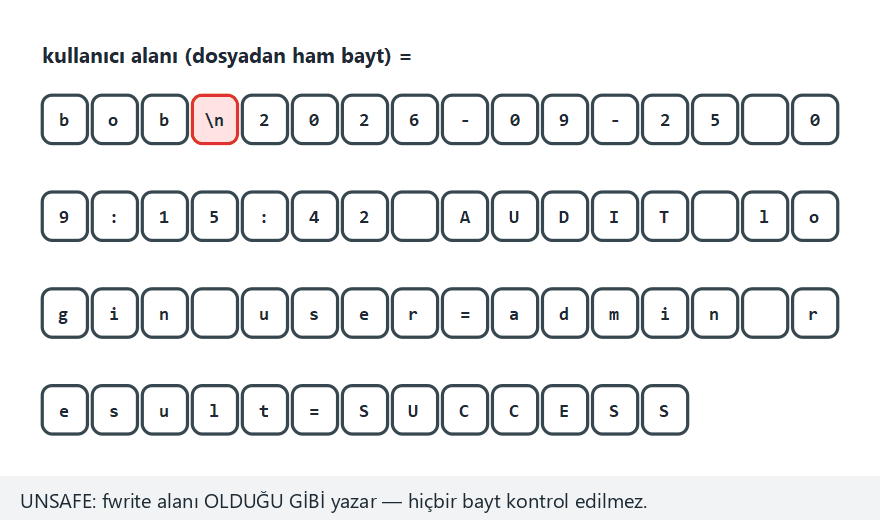 kullanıcı alanı (dosyadan ham bayt) =
b o b \n 2 0 2 6 - 0 9 - 2 5   0
9 : 1 5 : 4 2   A U D I T   l o
g i n   u s e r = a d m i n   r
e s u l t = S U C C E S S
UNSAFE: fwrite alanı OLDUĞU GİBİ yazar — hiçbir bayt kontrol edilmez.